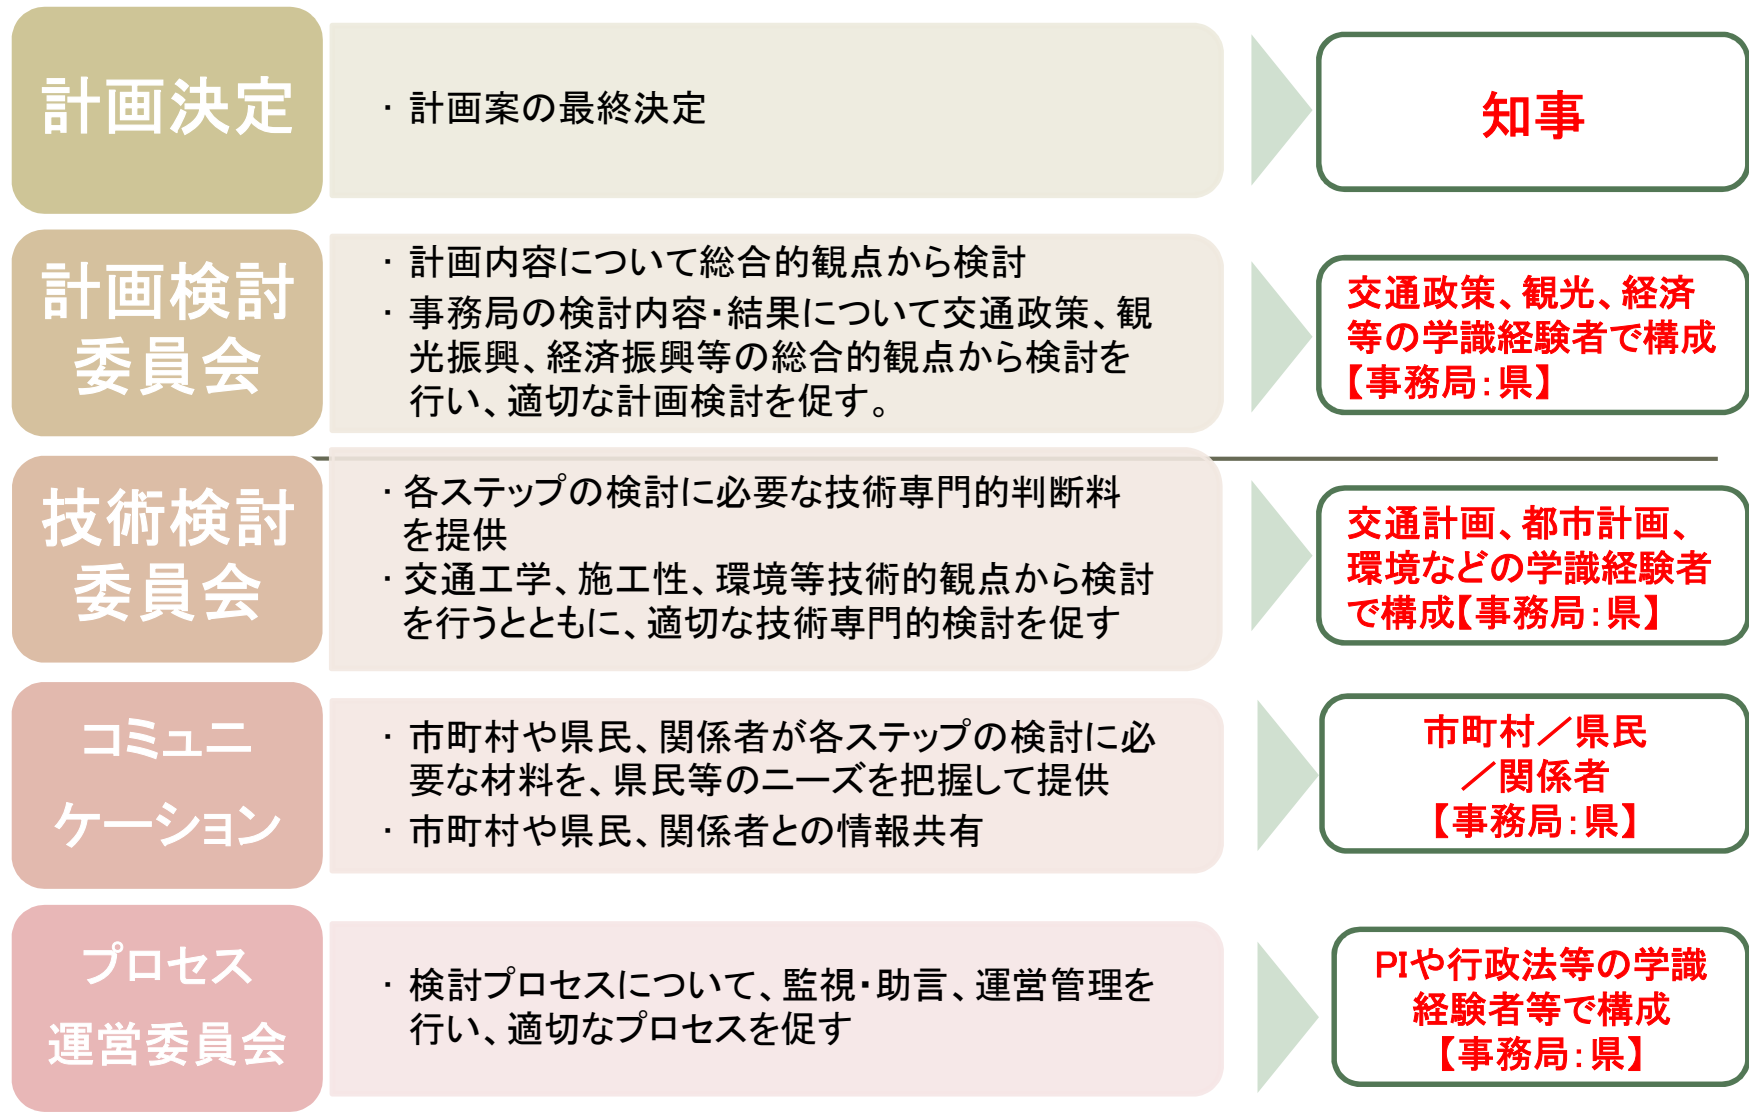 計画決定
・計画案の最終決定
知事
計画検討
委員会
・計画内容について総合的観点から検討
・事務局の検討内容・結果について交通政策、観
光振興、経済振興等の総合的観点から検討を
行い、適切な計画検討を促す。
交通政策、観光、経済
等の学識経験者で構成
【事務局：県】
技術検討
委員会
・各ステップの検討に必要な技術専門的判断料
を提供
・交通工学、施工性、環境等技術的観点から検討
を行うとともに、適切な技術専門的検討を促す
交通計画、都市計画、
環境などの学識経験者
で構成【事務局：県】
コミュニ
ケーション
・市町村や県民、関係者が各ステップの検討に必
要な材料を、県民等のニーズを把握して提供
・市町村や県民、関係者との情報共有
市町村／県民
／関係者
【事務局：県】
プロセス
運営委員会
・検討プロセスについて、監視・助言、運営管理を
行い、適切なプロセスを促す
PIや行政法等の学識
経験者等で構成
【事務局：県】